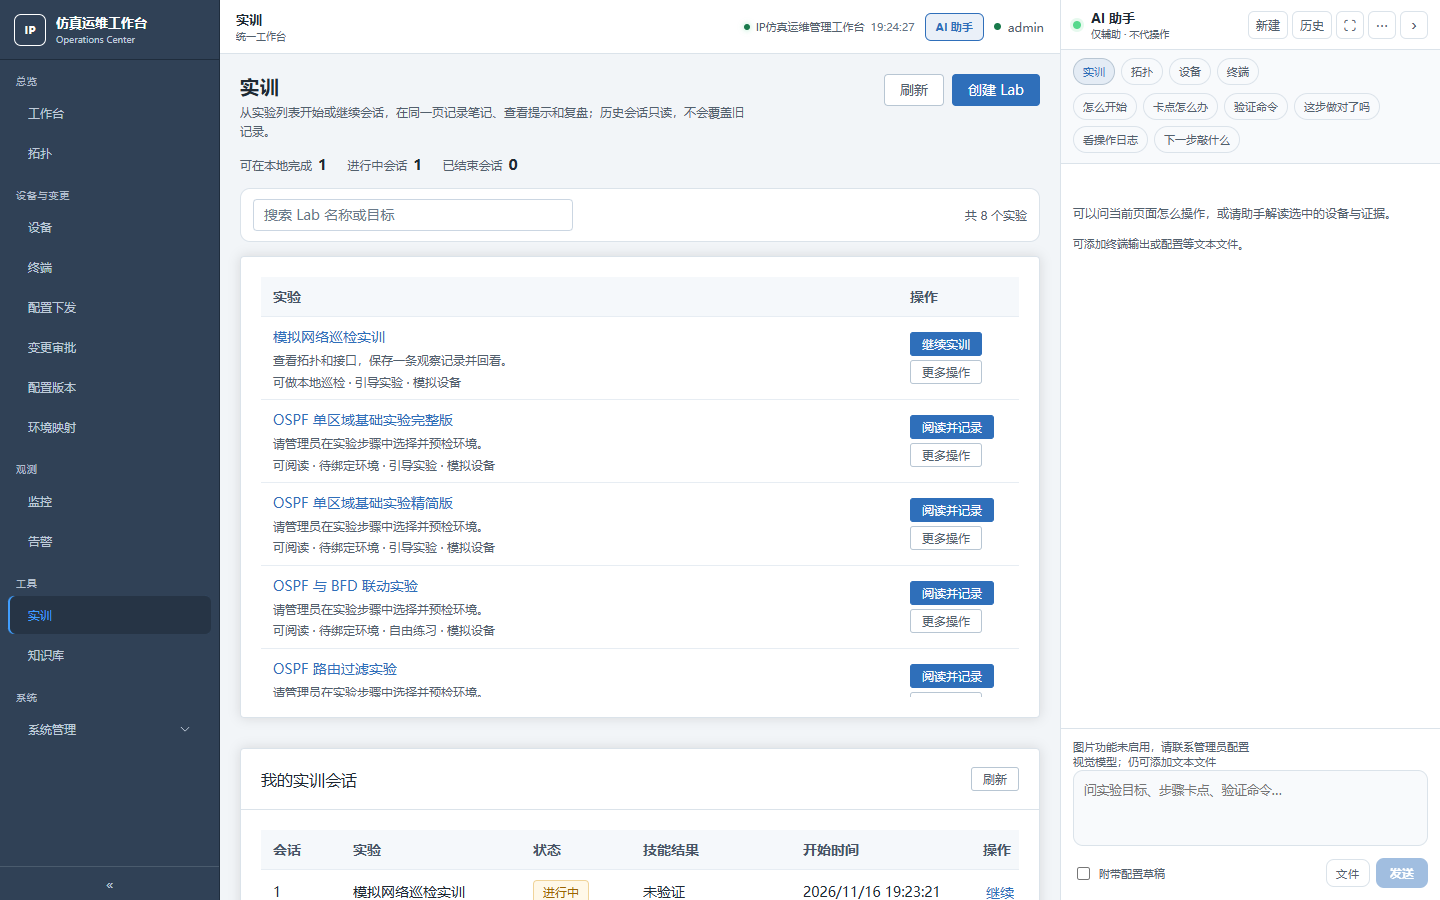 IP
仿真运维工作台
Operations Center
总览
工作台
拓扑
设备与变更
设备
终端
配置下发
变更审批
配置版本
环境映射
观测
监控
告警
工具
实训
知识库
系统
系统管理
«
实训
统一工作台
IP仿真运维管理工作台 19:24:27
AI 助手
admin
实训
从实验列表开始或继续会话，在同一页记录笔记、查看提示和复盘；历史会话只读，不会覆盖旧
记录。
刷新
创建 Lab
可在本地完成 1 进行中会话 1 已结束会话 0
搜索 Lab 名称或目标
共 8 个实验
实验 操作
模拟网络巡检实训
查看拓扑和接口，保存一条观察记录并回看。
可做本地巡检 · 引导实验 · 模拟设备
继续实训
更多操作
OSPF 单区域基础实验完整版
请管理员在实验步骤中选择并预检环境。
可阅读 · 待绑定环境 · 引导实验 · 模拟设备
阅读并记录
更多操作
OSPF 单区域基础实验精简版
请管理员在实验步骤中选择并预检环境。
可阅读 · 待绑定环境 · 引导实验 · 模拟设备
阅读并记录
更多操作
OSPF 与 BFD 联动实验
请管理员在实验步骤中选择并预检环境。
可阅读 · 待绑定环境 · 自由练习 · 模拟设备
阅读并记录
更多操作
OSPF 路由过滤实验
请管理员在实验步骤中选择并预检环境。
阅读并记录
我的实训会话
刷新
会话 实验 状态 技能结果 开始时间 操作
1 模拟网络巡检实训 进行中 未验证 2026/11/16 19:23:21 继续
AI 助手
仅辅助 · 不代操作
新建
历史
实训 拓扑 设备 终端
怎么开始 卡点怎么办 验证命令 这步做对了吗
看操作日志 下一步敲什么
可以问当前页面怎么操作，或请助手解读选中的设备与证据。
可添加终端输出或配置等文本文件。
图片功能未启用，请联系管理员配置
视觉模型；仍可添加文本文件
问实验目标、步骤卡点、验证命令...
附带配置草稿
文件
发送